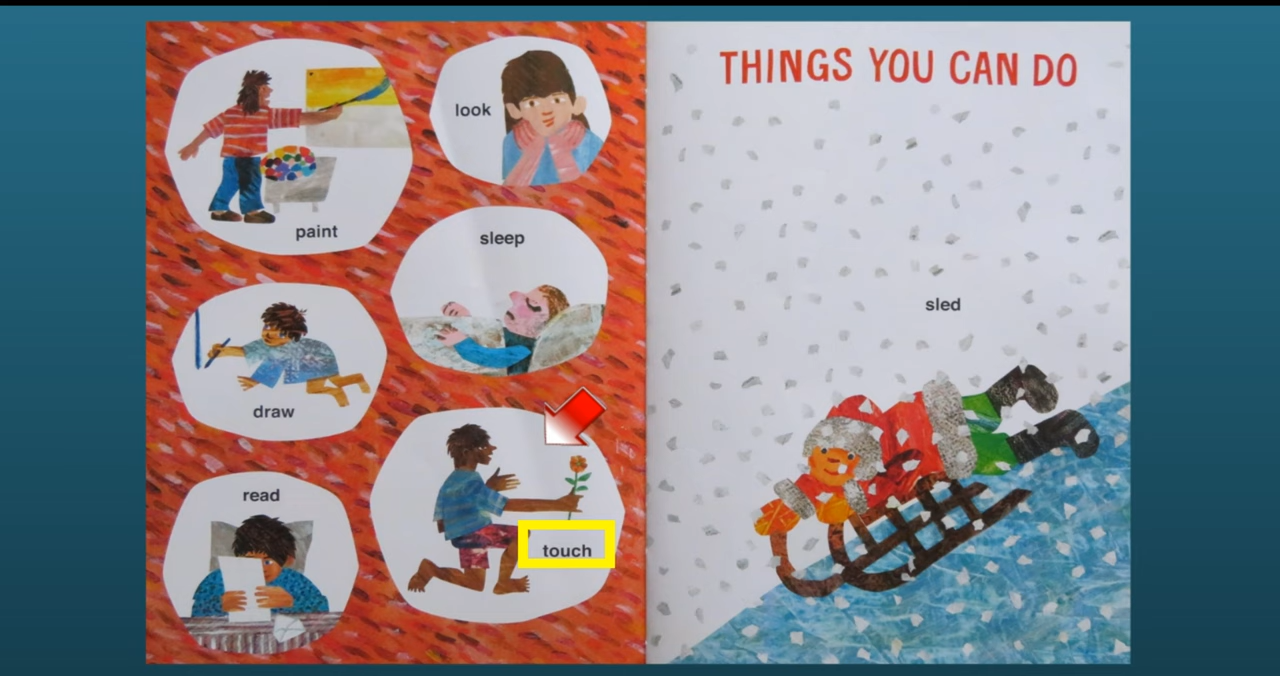 paint
look
sleep
draw
read
touch
THINGS YOU CAN DO
sled